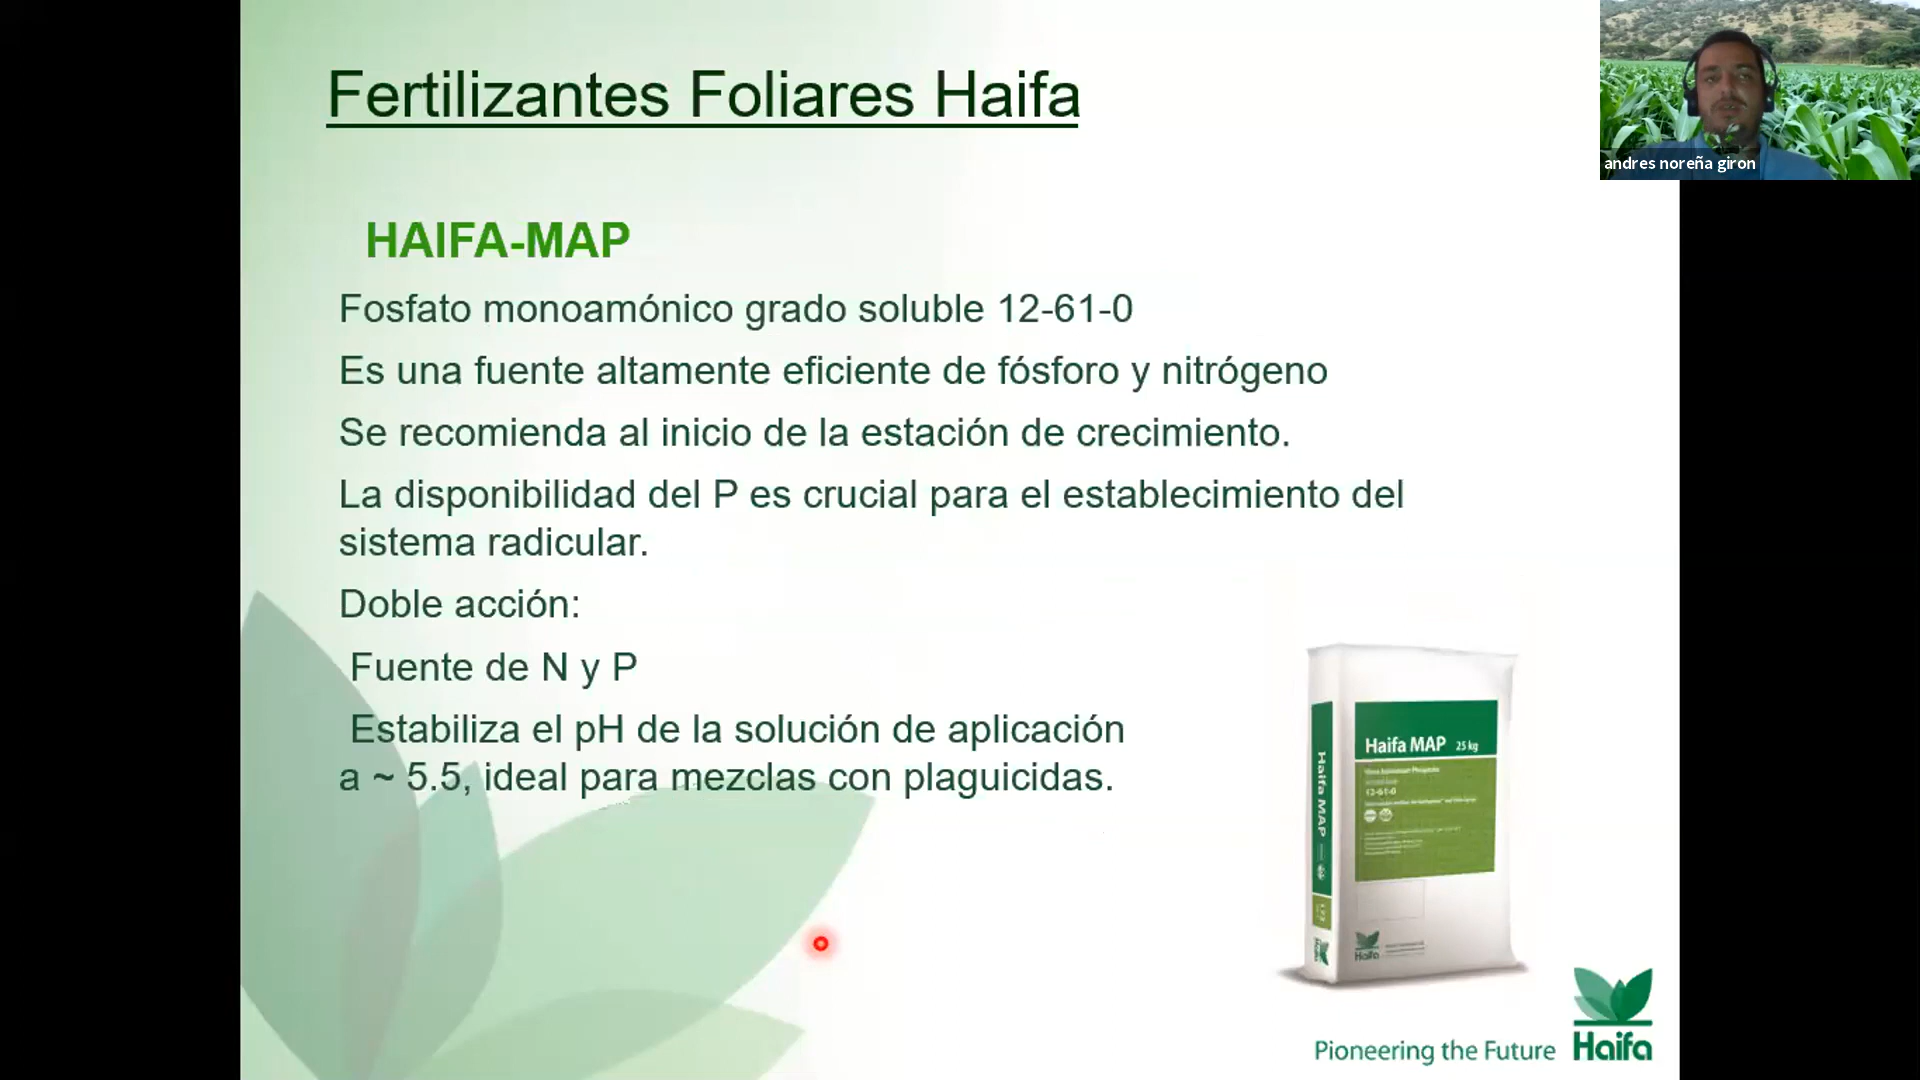 Fertilizantes Foliares Haifa
andres noreña giron
HAIFA-MAP
Fosfato monoamónico grado soluble 12-61-0
Es una fuente altamente eficiente de fósforo y nitrógeno
Se recomienda al inicio de la estación de crecimiento.
La disponibilidad del P es crucial para el establecimiento del
sistema radicular.
Doble acción:
Fuente de N y P
Estabiliza el pH de la solución de aplicación
a ~ 5.5, ideal para mezclas con plaguicidas.
Haifa MAP 25 kg
12-61-0
Haifa MAP
Haifa
Pioneering the Future
Haifa